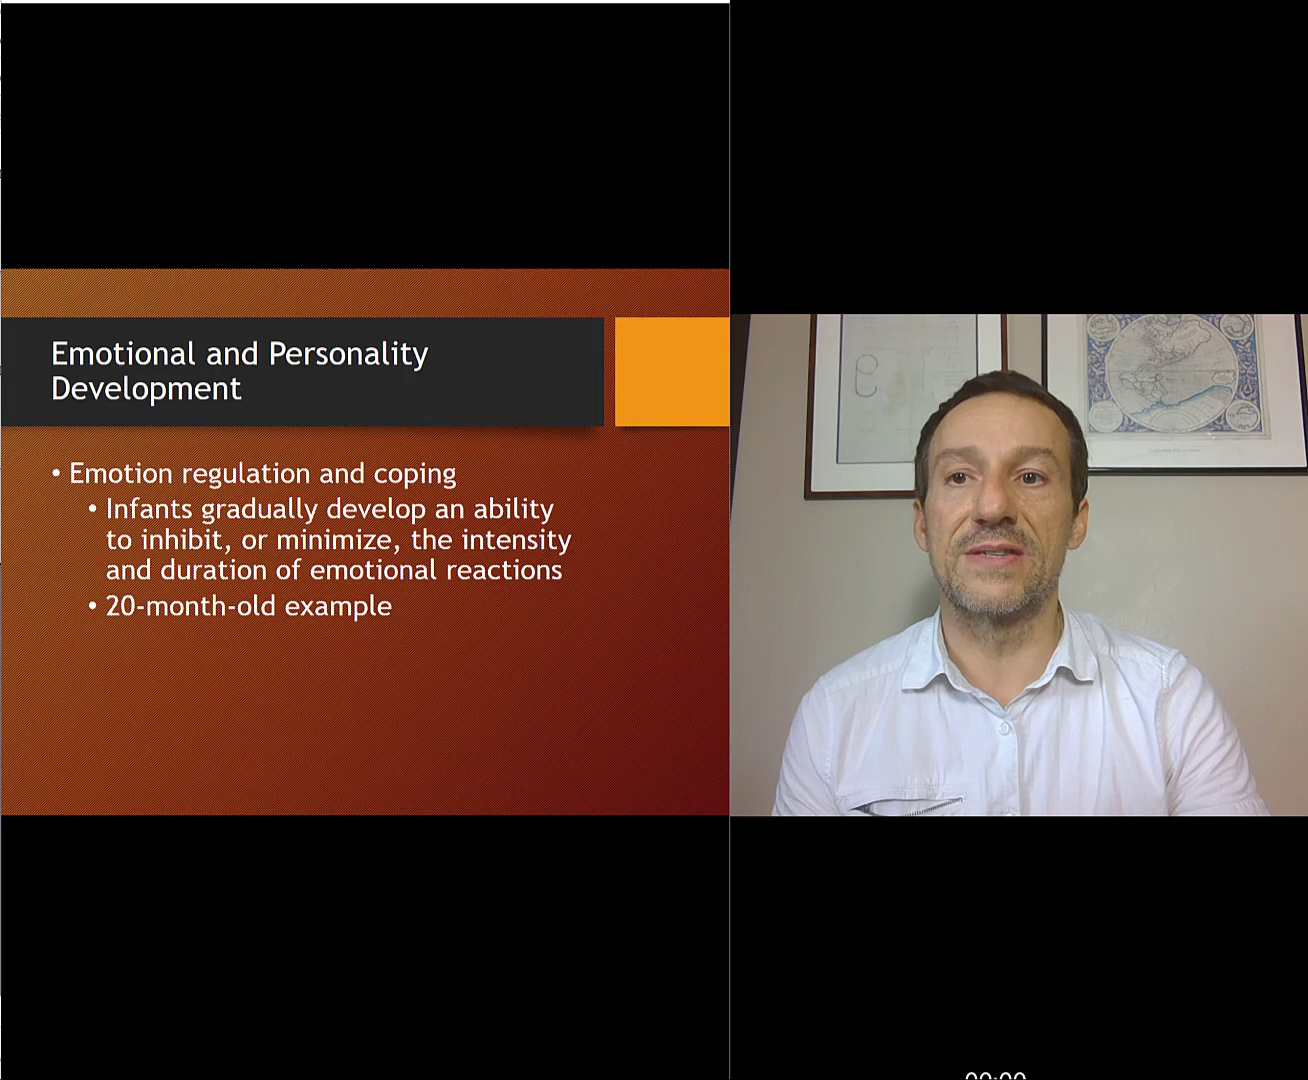 Emotional and Personality
Development
• Emotion regulation and coping
• Infants gradually develop an ability
to inhibit, or minimize, the intensity
and duration of emotional reactions
• 20-month-old example